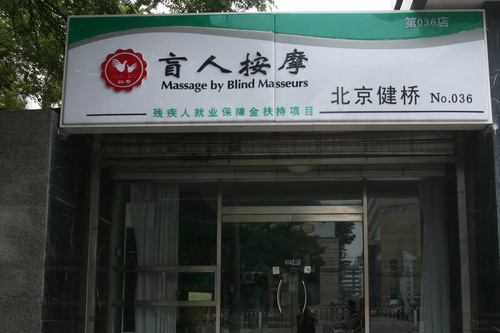 第036店
盲人按摩
Massage by Blind Masseurs
北京健桥 No.036
残疾人就业保障金扶持项目